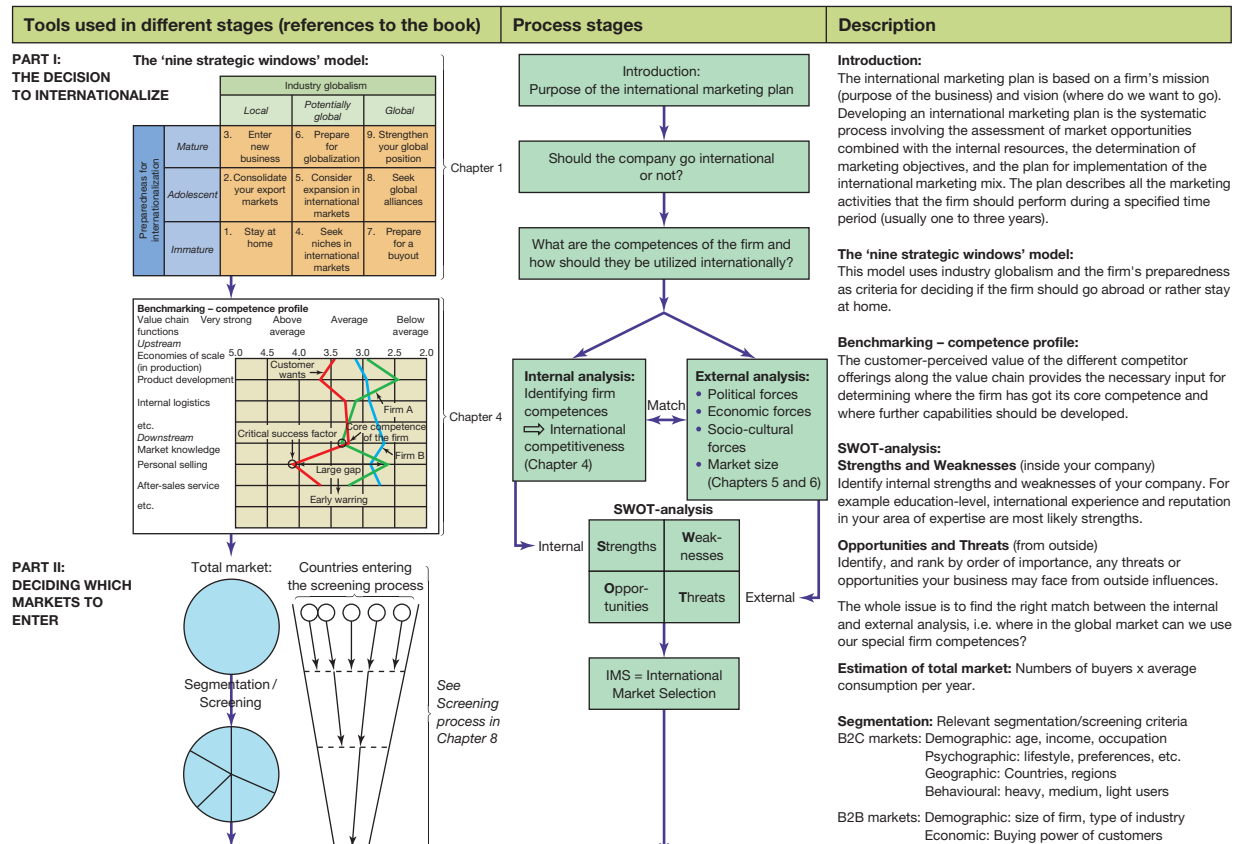 Tools used in different stages (references to the book)
Process stages
Description
PART I:
THE DECISION
TO INTERNATIONALIZE
The ‘nine strategic windows’ model:
Industry globalism
Local
Potentially
global
Global
Preparedness for
internationalization
Mature
3. Enter
new
business
6. Prepare
for
globalization
9. Strengthen
your global
position
Adolescent
2. Consolidate
your export
markets
5. Consider
expansion in
international
markets
8. Seek
global
alliances
Immature
1. Stay at
home
4. Seek
niches in
international
markets
7. Prepare
for a
buyout
Chapter 1
Benchmarking – competence profile
Value chain
functions
Very strong
Above
average
Average
Below
average
Upstream
Economies of scale
(in production)
5.0 4.5 4.0 3.5 3.0 2.5 2.0
Product development
Internal logistics
etc.
Downstream
Market knowledge
Personal selling
After-sales service
etc.
Customer
wants
Firm A
Critical success factor
Core competence
of the firm
Firm B
Large gap
Early warring
Chapter 4
PART II:
DECIDING WHICH
MARKETS TO
ENTER
Total market:
Segmentation /
Screening
Countries entering
the screening process
See
Screening
process in
Chapter 8
Introduction:
Purpose of the international marketing plan
Should the company go international
or not?
What are the competences of the firm and
how should they be utilized internationally?
Internal analysis:
Identifying firm
competences
⇒ International
competitiveness
(Chapter 4)
Match
External analysis:
• Political forces
• Economic forces
• Socio-cultural
forces
• Market size
(Chapters 5 and 6)
SWOT-analysis
Internal
Strengths
Weak-
nesses
Oppor-
tunities
Threats
External
IMS = International
Market Selection
Introduction:
The international marketing plan is based on a firm’s mission
(purpose of the business) and vision (where do we want to go).
Developing an international marketing plan is the systematic
process involving the assessment of market opportunities
combined with the internal resources, the determination of
marketing objectives, and the plan for implementation of the
international marketing mix. The plan describes all the marketing
activities that the firm should perform during a specified time
period (usually one to three years).
The ‘nine strategic windows’ model:
This model uses industry globalism and the firm's preparedness
as criteria for deciding if the firm should go abroad or rather stay
at home.
Benchmarking – competence profile:
The customer-perceived value of the different competitor
offerings along the value chain provides the necessary input for
determining where the firm has got its core competence and
where further capabilities should be developed.
SWOT-analysis:
Strengths and Weaknesses (inside your company)
Identify internal strengths and weaknesses of your company. For
example education-level, international experience and reputation
in your area of expertise are most likely strengths.
Opportunities and Threats (from outside)
Identify, and rank by order of importance, any threats or
opportunities your business may face from outside influences.
The whole issue is to find the right match between the internal
and external analysis, i.e. where in the global market can we use
our special firm competences?
Estimation of total market: Numbers of buyers x average
consumption per year.
Segmentation: Relevant segmentation/screening criteria
B2C markets: Demographic: age, income, occupation
Psychographic: lifestyle, preferences, etc.
Geographic: Countries, regions
Behavioural: heavy, medium, light users
B2B markets: Demographic: size of firm, type of industry
Economic: Buying power of customers